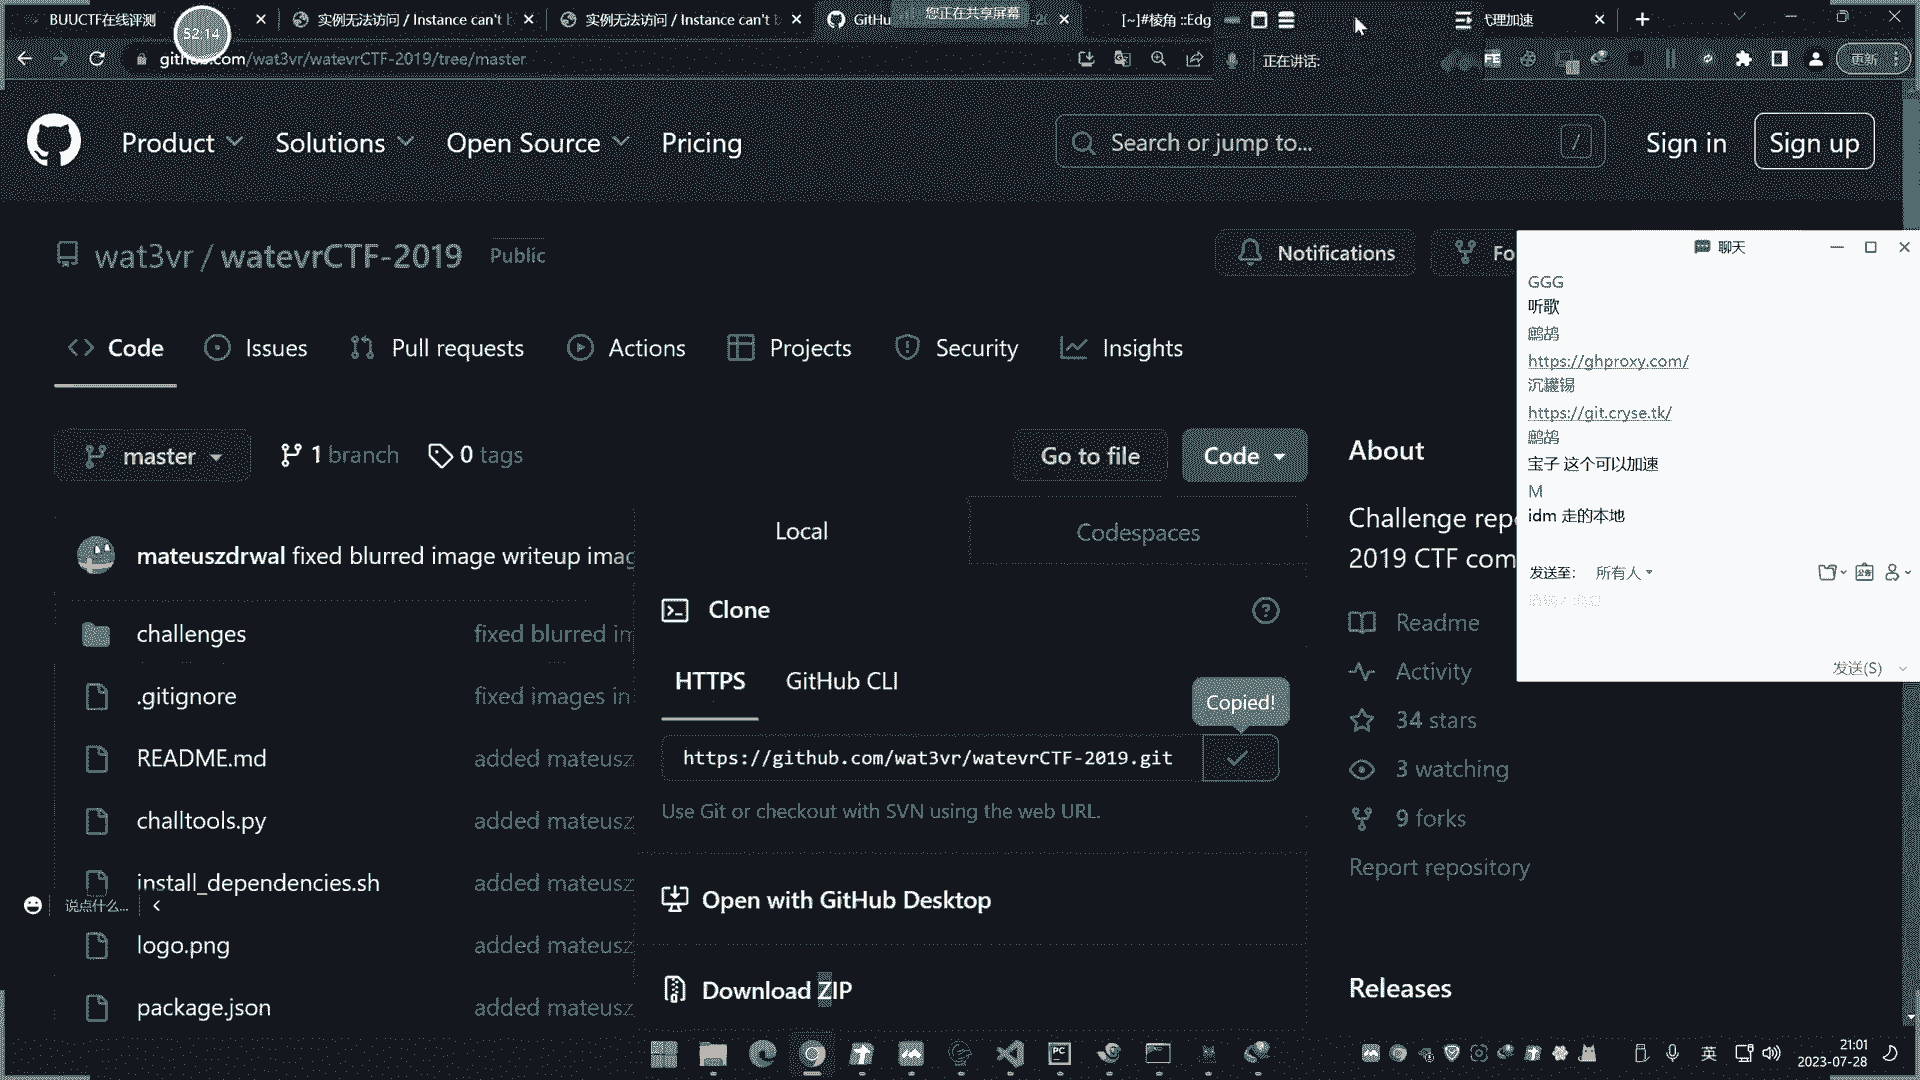 BUUCTF在线评测
实例无法访问 / Instance can't b
实例无法访问 / Instance can't b
GitHu
您正在共享屏幕
[~]#棱角 ::Edg
代理加速
52:14
github.com/wat3vr/watevrCTF-2019/tree/master
正在讲话:
FE
更新
Product
Solutions
Open Source
Pricing
Search or jump to...
/
Sign in
Sign up
wat3vr / watevrCTF-2019
Public
Notifications
Fo
Code
Issues
Pull requests
Actions
Projects
Security
Insights
master
1 branch
0 tags
Go to file
Code
About
Challenge rep
2019 CTF com
Local
Codespaces
mateuszdrwal fixed blurred image writeup imag
challenges
fixed blurred im
.gitignore
fixed images in
README.md
added mateusz
challtools.py
added mateusz
install_dependencies.sh
added mateusz
logo.png
added mateusz
package.json
added mateusz
Clone
HTTPS
GitHub CLI
Copied!
https://github.com/wat3vr/watevrCTF-2019.git
Use Git or checkout with SVN using the web URL.
Open with GitHub Desktop
Download ZIP
Readme
Activity
34 stars
3 watching
9 forks
Report repository
Releases
聊天
GGG
听歌
鹧鸪
https://ghproxy.com/
沉罐锡
https://git.cryse.tk/
鹧鸪
宝子 这个可以加速
M
idm 走的本地
发送至:
所有人
发送(S)
说点什么...
英
21:01
2023-07-28